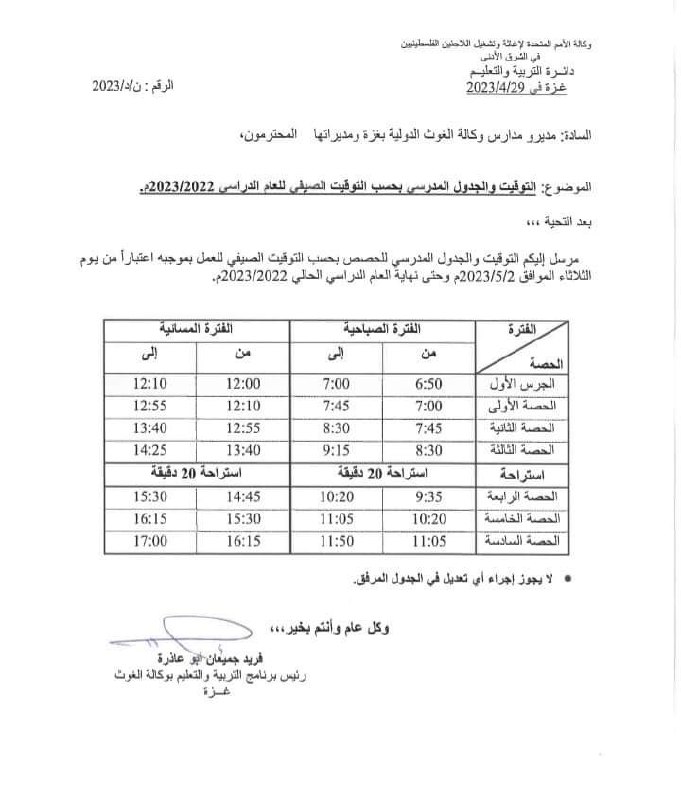 وكالة الأمم المتحدة لإغاثة وتشغيل اللاجئين الفلسطينيين
في الشرق الأدنى
دائرة التربية والتعليم
غزة في 2023/4/29
الرقم : ن/د/2023
السادة: مديرو مدارس وكالة الغوث الدولية بغزة ومديراتها المحترمون،
الموضوع: التوقيت والجدول المدرسي بحسب التوقيت الصيفي للعام الدراسي 2023/2022م.
بعد التحية ،،،
مرسل إليكم التوقيت والجدول المدرسي للحصص بحسب التوقيت الصيفي للعمل بموجبه اعتباراً من يوم
الثلاثاء الموافق 2023/5/2م وحتى نهاية العام الدراسي الحالي 2023/2022م.
الفترة الفترة الصباحية الفترة المسائية
الحصة من إلى من إلى
الجرس الأول 6:50 7:00 12:00 12:10
الحصة الأولى 7:00 7:45 12:10 12:55
الحصة الثانية 7:45 8:30 12:55 13:40
الحصة الثالثة 8:30 9:15 13:40 14:25
استراحة استراحة 20 دقيقة استراحة 20 دقيقة
الحصة الرابعة 9:35 10:20 14:45 15:30
الحصة الخامسة 10:20 11:05 15:30 16:15
الحصة السادسة 11:05 11:50 16:15 17:00
• لا يجوز إجراء أي تعديل في الجدول المرفق.
وكل عام وأنتم بخير،،،
فريد جميعان أبو عاذرة
رئيس برنامج التربية والتعليم بوكالة الغوث
غـــزة